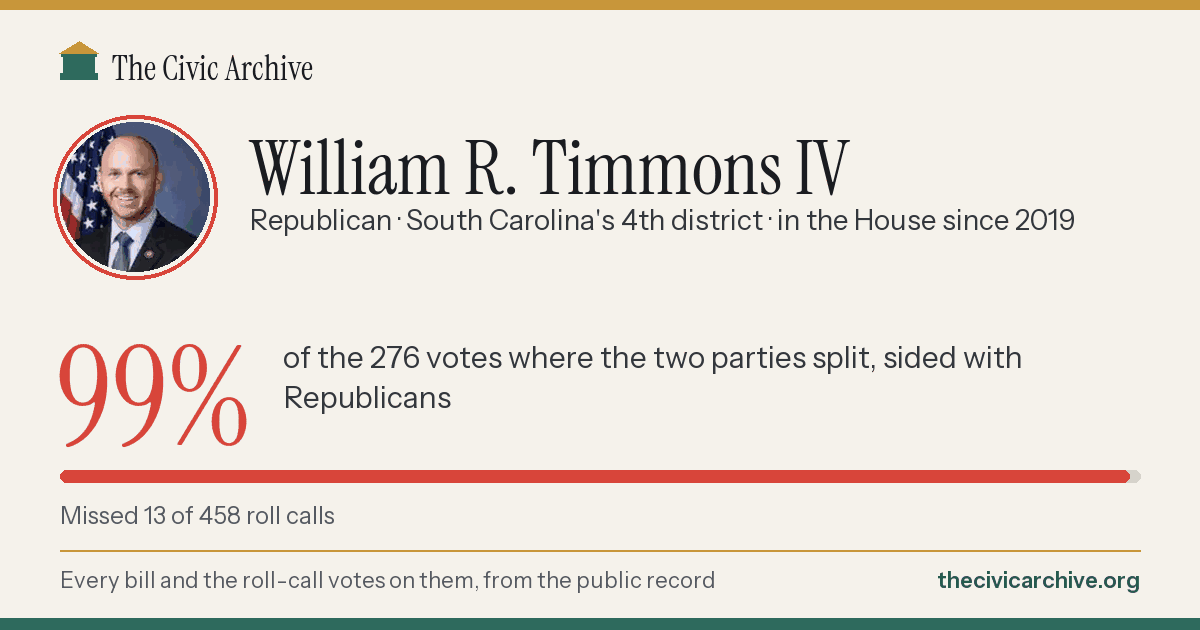 The Civic Archive
William R. Timmons IV
Republican · South Carolina's 4th district · in the House since 2019
99%
of the 276 votes where the two parties split, sided with
Republicans
Missed 13 of 458 roll calls
Every bill and the roll-call votes on them, from the public record
thecivicarchive.org